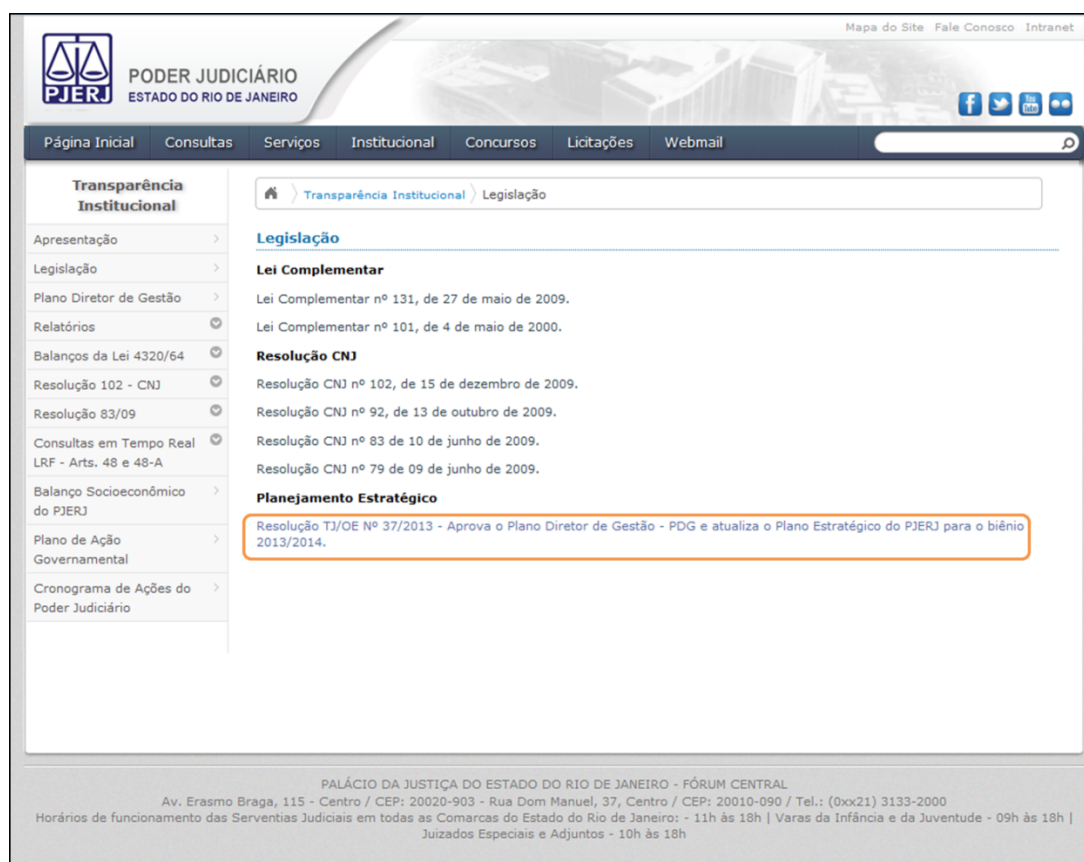 Mapa do Site Fale Conosco Intranet
PJERJ
PODER JUDICIÁRIO
ESTADO DO RIO DE JANEIRO
f You Tube
Página Inicial Consultas Serviços Institucional Concursos Licitações Webmail
Transparência
Institucional
Apresentação
Legislação
Plano Diretor de Gestão
Relatórios
Balanços da Lei 4320/64
Resolução 102 - CNJ
Resolução 83/09
Consultas em Tempo Real
LRF - Arts. 48 e 48-A
Balanço Socioeconômico
do PJERJ
Plano de Ação
Governamental
Cronograma de Ações do
Poder Judiciário
Transparência Institucional Legislação
Legislação
Lei Complementar
Lei Complementar nº 131, de 27 de maio de 2009.
Lei Complementar nº 101, de 4 de maio de 2000.
Resolução CNJ
Resolução CNJ nº 102, de 15 de dezembro de 2009.
Resolução CNJ nº 92, de 13 de outubro de 2009.
Resolução CNJ nº 83 de 10 de junho de 2009.
Resolução CNJ nº 79 de 09 de junho de 2009.
Planejamento Estratégico
Resolução TJ/OE Nº 37/2013 - Aprova o Plano Diretor de Gestão - PDG e atualiza o Plano Estratégico do PJERJ para o biênio
2013/2014.
PALÁCIO DA JUSTIÇA DO ESTADO DO RIO DE JANEIRO - FÓRUM CENTRAL
Av. Erasmo Braga, 115 - Centro / CEP: 20020-903 - Rua Dom Manuel, 37, Centro / CEP: 20010-090 / Tel.: (0xx21) 3133-2000
Horários de funcionamento das Serventias Judiciais em todas as Comarcas do Estado do Rio de Janeiro: - 11h às 18h | Varas da Infância e da Juventude - 09h às 18h |
Juizados Especiais e Adjuntos - 10h às 18h